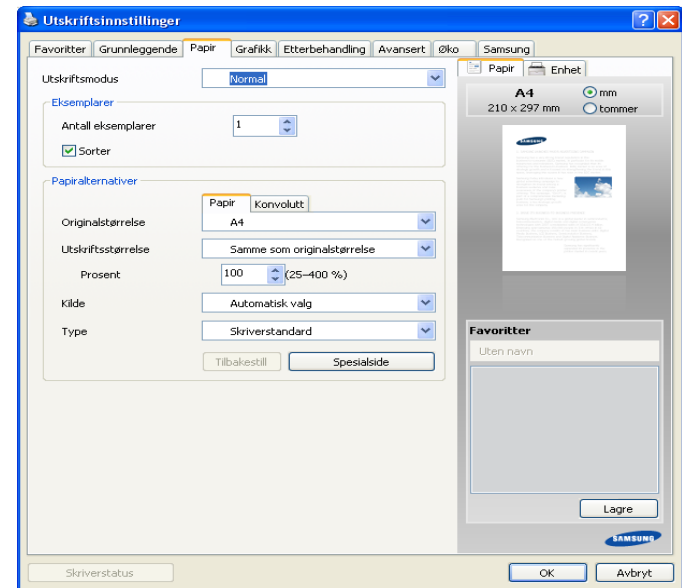 Utskriftsinnstillinger
Favoritter Grunnleggende Papir Grafikk Etterbehandling Avansert Øko Samsung
Utskriftsmodus Normal
Eksemplarer
Antall eksemplarer 1
Sorter
Papiralternativer
Papir Konvolutt
Originalstørrelse A4
Utskriftsstørrelse Samme som originalstørrelse
Prosent 100 (25–400 %)
Kilde Automatisk valg
Type Skriverstandard
Tilbakestill Spesialside
Papir Enhet
A4 mm
210 x 297 mm tommer
SAMSUNG
Favoritter
Uten navn
Lagre
SAMSUNG
Skriverstatus OK Avbryt